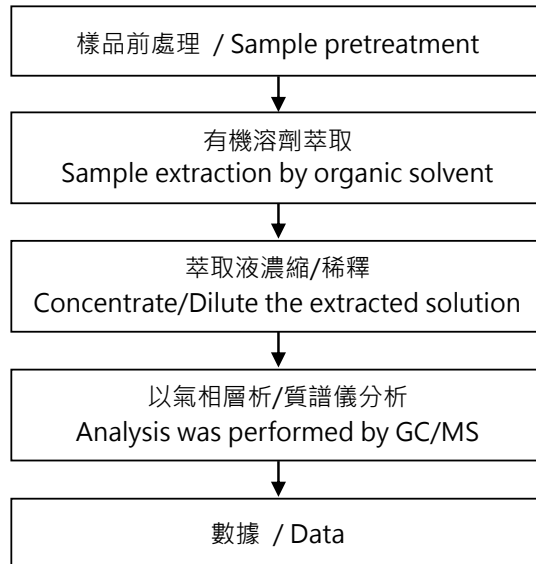 樣品前處理 / Sample pretreatment
有機溶劑萃取
Sample extraction by organic solvent
萃取液濃縮/稀釋
Concentrate/Dilute the extracted solution
以氣相層析/質譜儀分析
Analysis was performed by GC/MS
數據 / Data